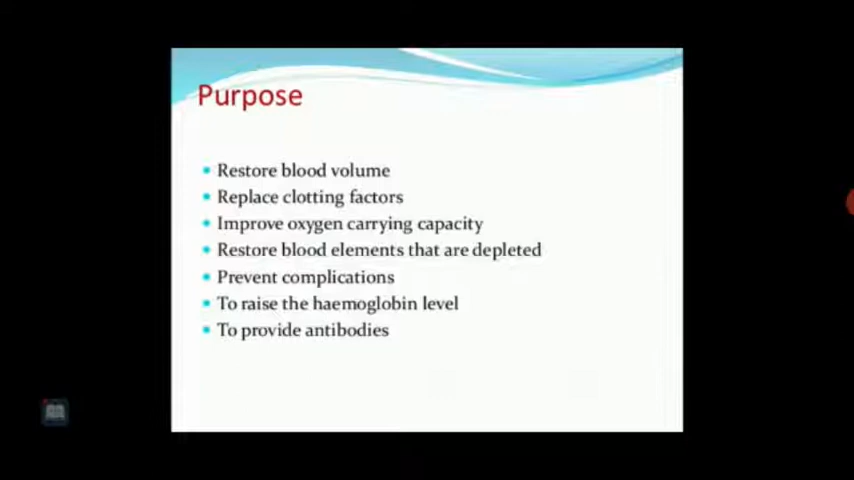 Purpose
Restore blood volume
Replace clotting factors
Improve oxygen carrying capacity
Restore blood elements that are depleted
Prevent complications
To raise the haemoglobin level
To provide antibodies